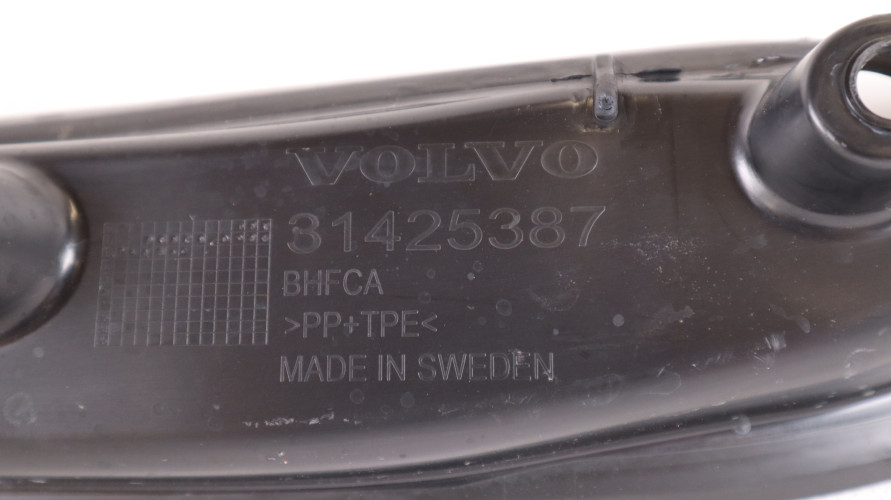 VOLVO
31425387
BHFCA
>PP+TPE<
MADE IN SWEDEN